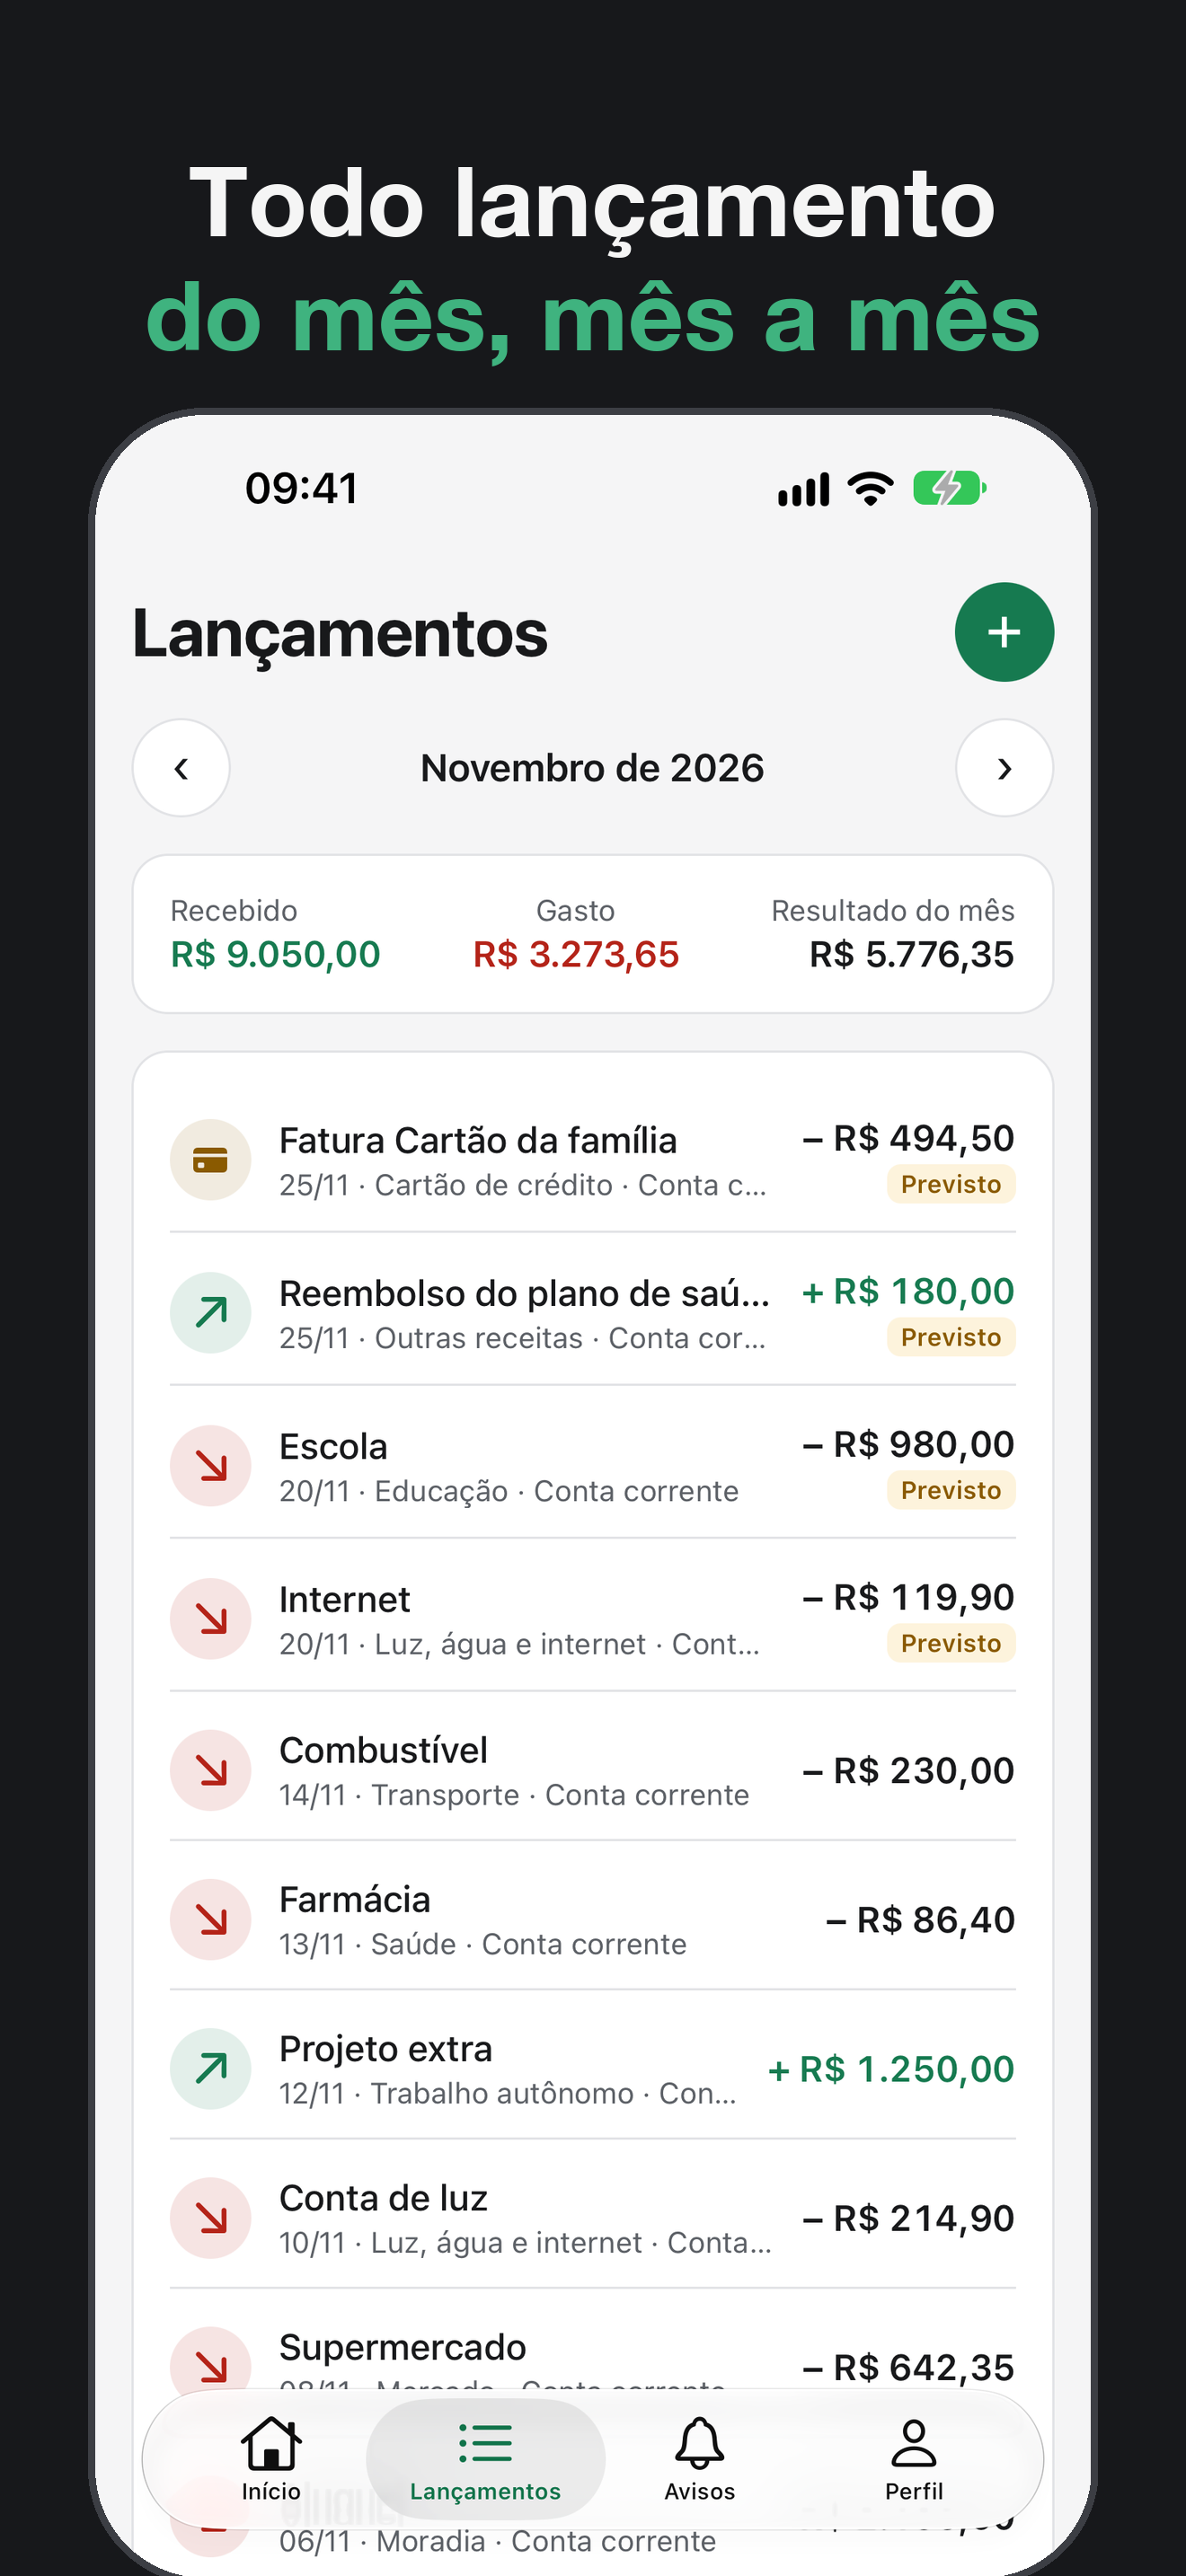 Todo lançamento
do mês, mês a mês
09:41
Lançamentos
+
‹ Novembro de 2026 ›
Recebido Gasto Resultado do mês
R$ 9.050,00 R$ 3.273,65 R$ 5.776,35
Fatura Cartão da família – R$ 494,50
25/11 · Cartão de crédito · Conta c... Previsto
Reembolso do plano de saú... + R$ 180,00
25/11 · Outras receitas · Conta cor... Previsto
Escola – R$ 980,00
20/11 · Educação · Conta corrente Previsto
Internet – R$ 119,90
20/11 · Luz, água e internet · Cont... Previsto
Combustível – R$ 230,00
14/11 · Transporte · Conta corrente
Farmácia – R$ 86,40
13/11 · Saúde · Conta corrente
Projeto extra + R$ 1.250,00
12/11 · Trabalho autônomo · Con...
Conta de luz – R$ 214,90
10/11 · Luz, água e internet · Conta...
Supermercado – R$ 642,35
08/11 · Mercado · Conta corrente
Início Lançamentos Avisos Perfil
06/11 · Moradia · Conta corrente